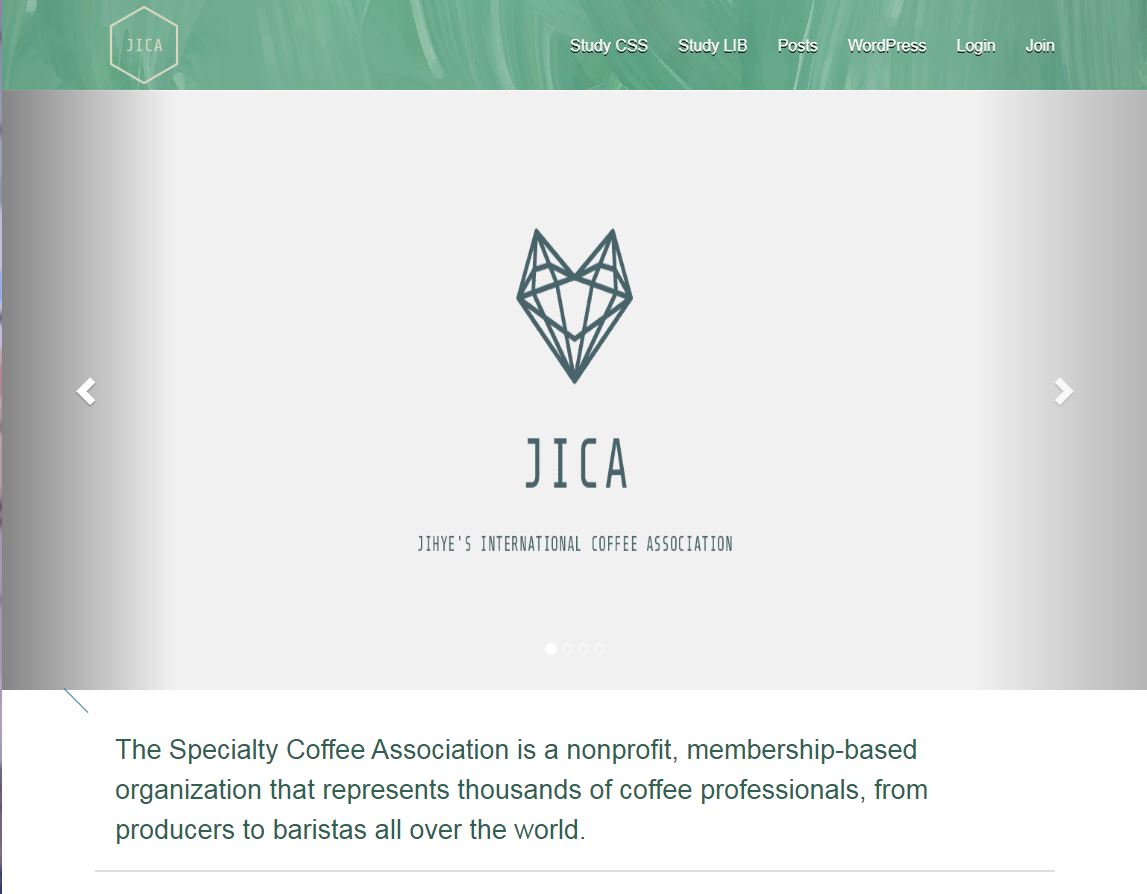 JICA
Study CSS Study LIB Posts WordPress Login Join
JICA
JIHYE'S INTERNATIONAL COFFEE ASSOCIATION
The Specialty Coffee Association is a nonprofit, membership-based
organization that represents thousands of coffee professionals, from
producers to baristas all over the world.